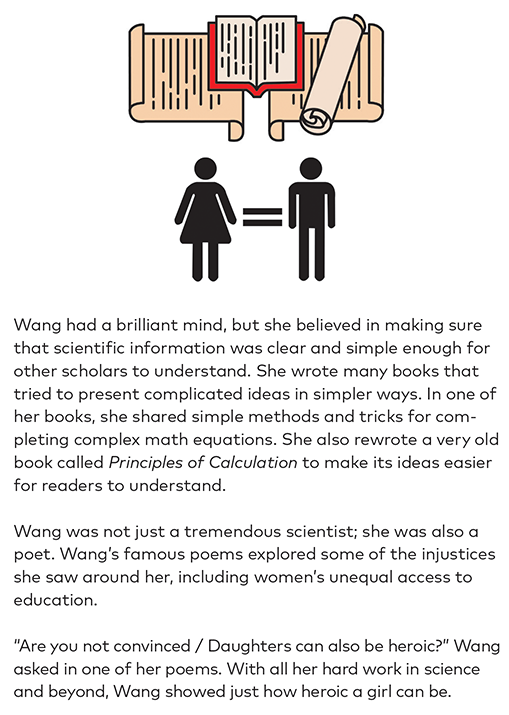 Wang had a brilliant mind, but she believed in making sure
that scientific information was clear and simple enough for
other scholars to understand. She wrote many books that
tried to present complicated ideas in simpler ways. In one of
her books, she shared simple methods and tricks for com-
pleting complex math equations. She also rewrote a very old
book called Principles of Calculation to make its ideas easier
for readers to understand.
Wang was not just a tremendous scientist; she was also a
poet. Wang’s famous poems explored some of the injustices
she saw around her, including women’s unequal access to
education.
“Are you not convinced / Daughters can also be heroic?” Wang
asked in one of her poems. With all her hard work in science
and beyond, Wang showed just how heroic a girl can be.